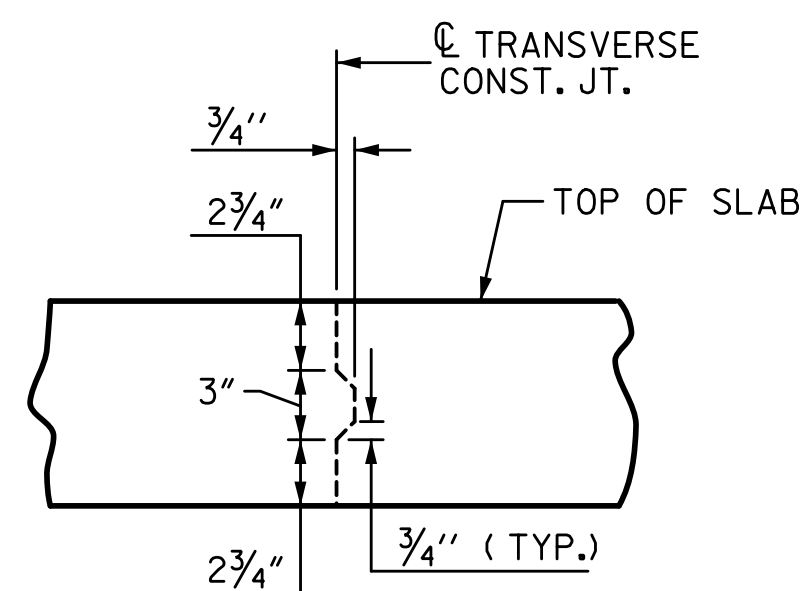 ℄ TRANSVERSE
CONST. JT.
3/4"
2 3/4"
TOP OF SLAB
3"
3/4" (TYP.)
2 3/4"